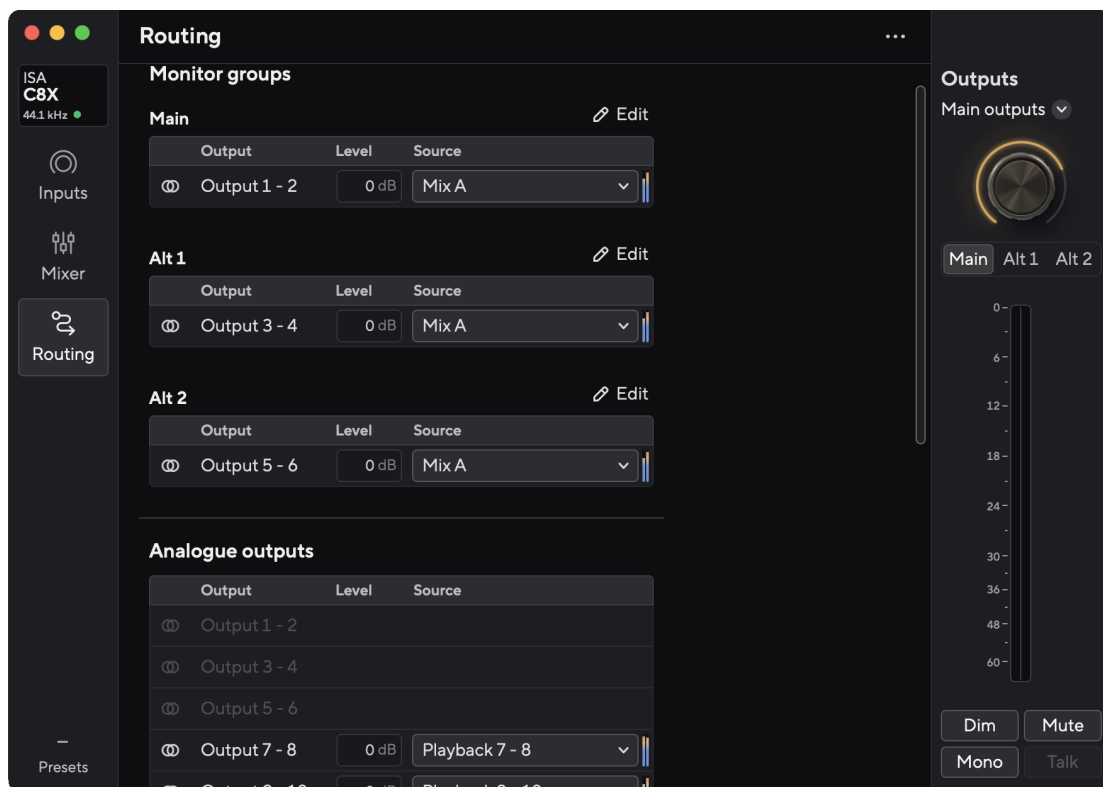 Routing
...
ISA
C8X
44.1 kHz
Inputs
Mixer
Routing
–
Presets
Monitor groups
Main
Edit
Output Level Source
Output 1 - 2 0 dB Mix A
Alt 1
Edit
Output Level Source
Output 3 - 4 0 dB Mix A
Alt 2
Edit
Output Level Source
Output 5 - 6 0 dB Mix A
Analogue outputs
Output Level Source
Output 1 - 2
Output 3 - 4
Output 5 - 6
Output 7 - 8 0 dB Playback 7 - 8
Outputs
Main outputs
Main Alt 1 Alt 2
0
6
12
18
24
30
36
48
60
Dim Mute
Mono Talk